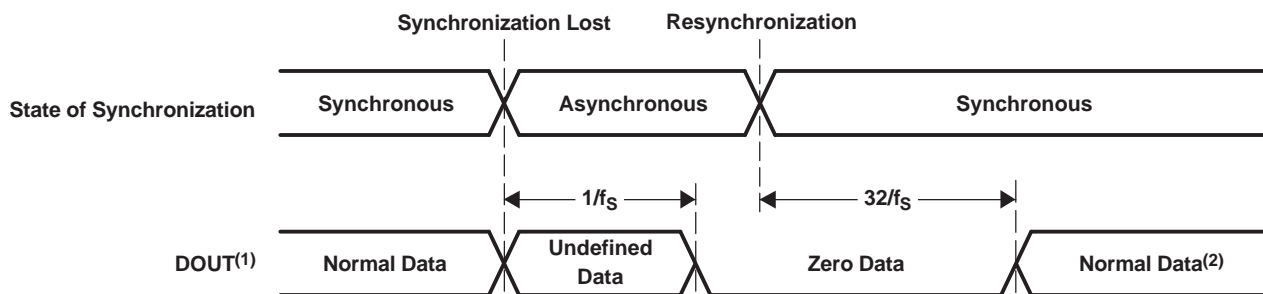 Synchronization Lost
Resynchronization
State of Synchronization
Synchronous
Asynchronous
Synchronous
1/fS
32/fS
DOUT(1)
Normal Data
Undefined
Data
Zero Data
Normal Data(2)